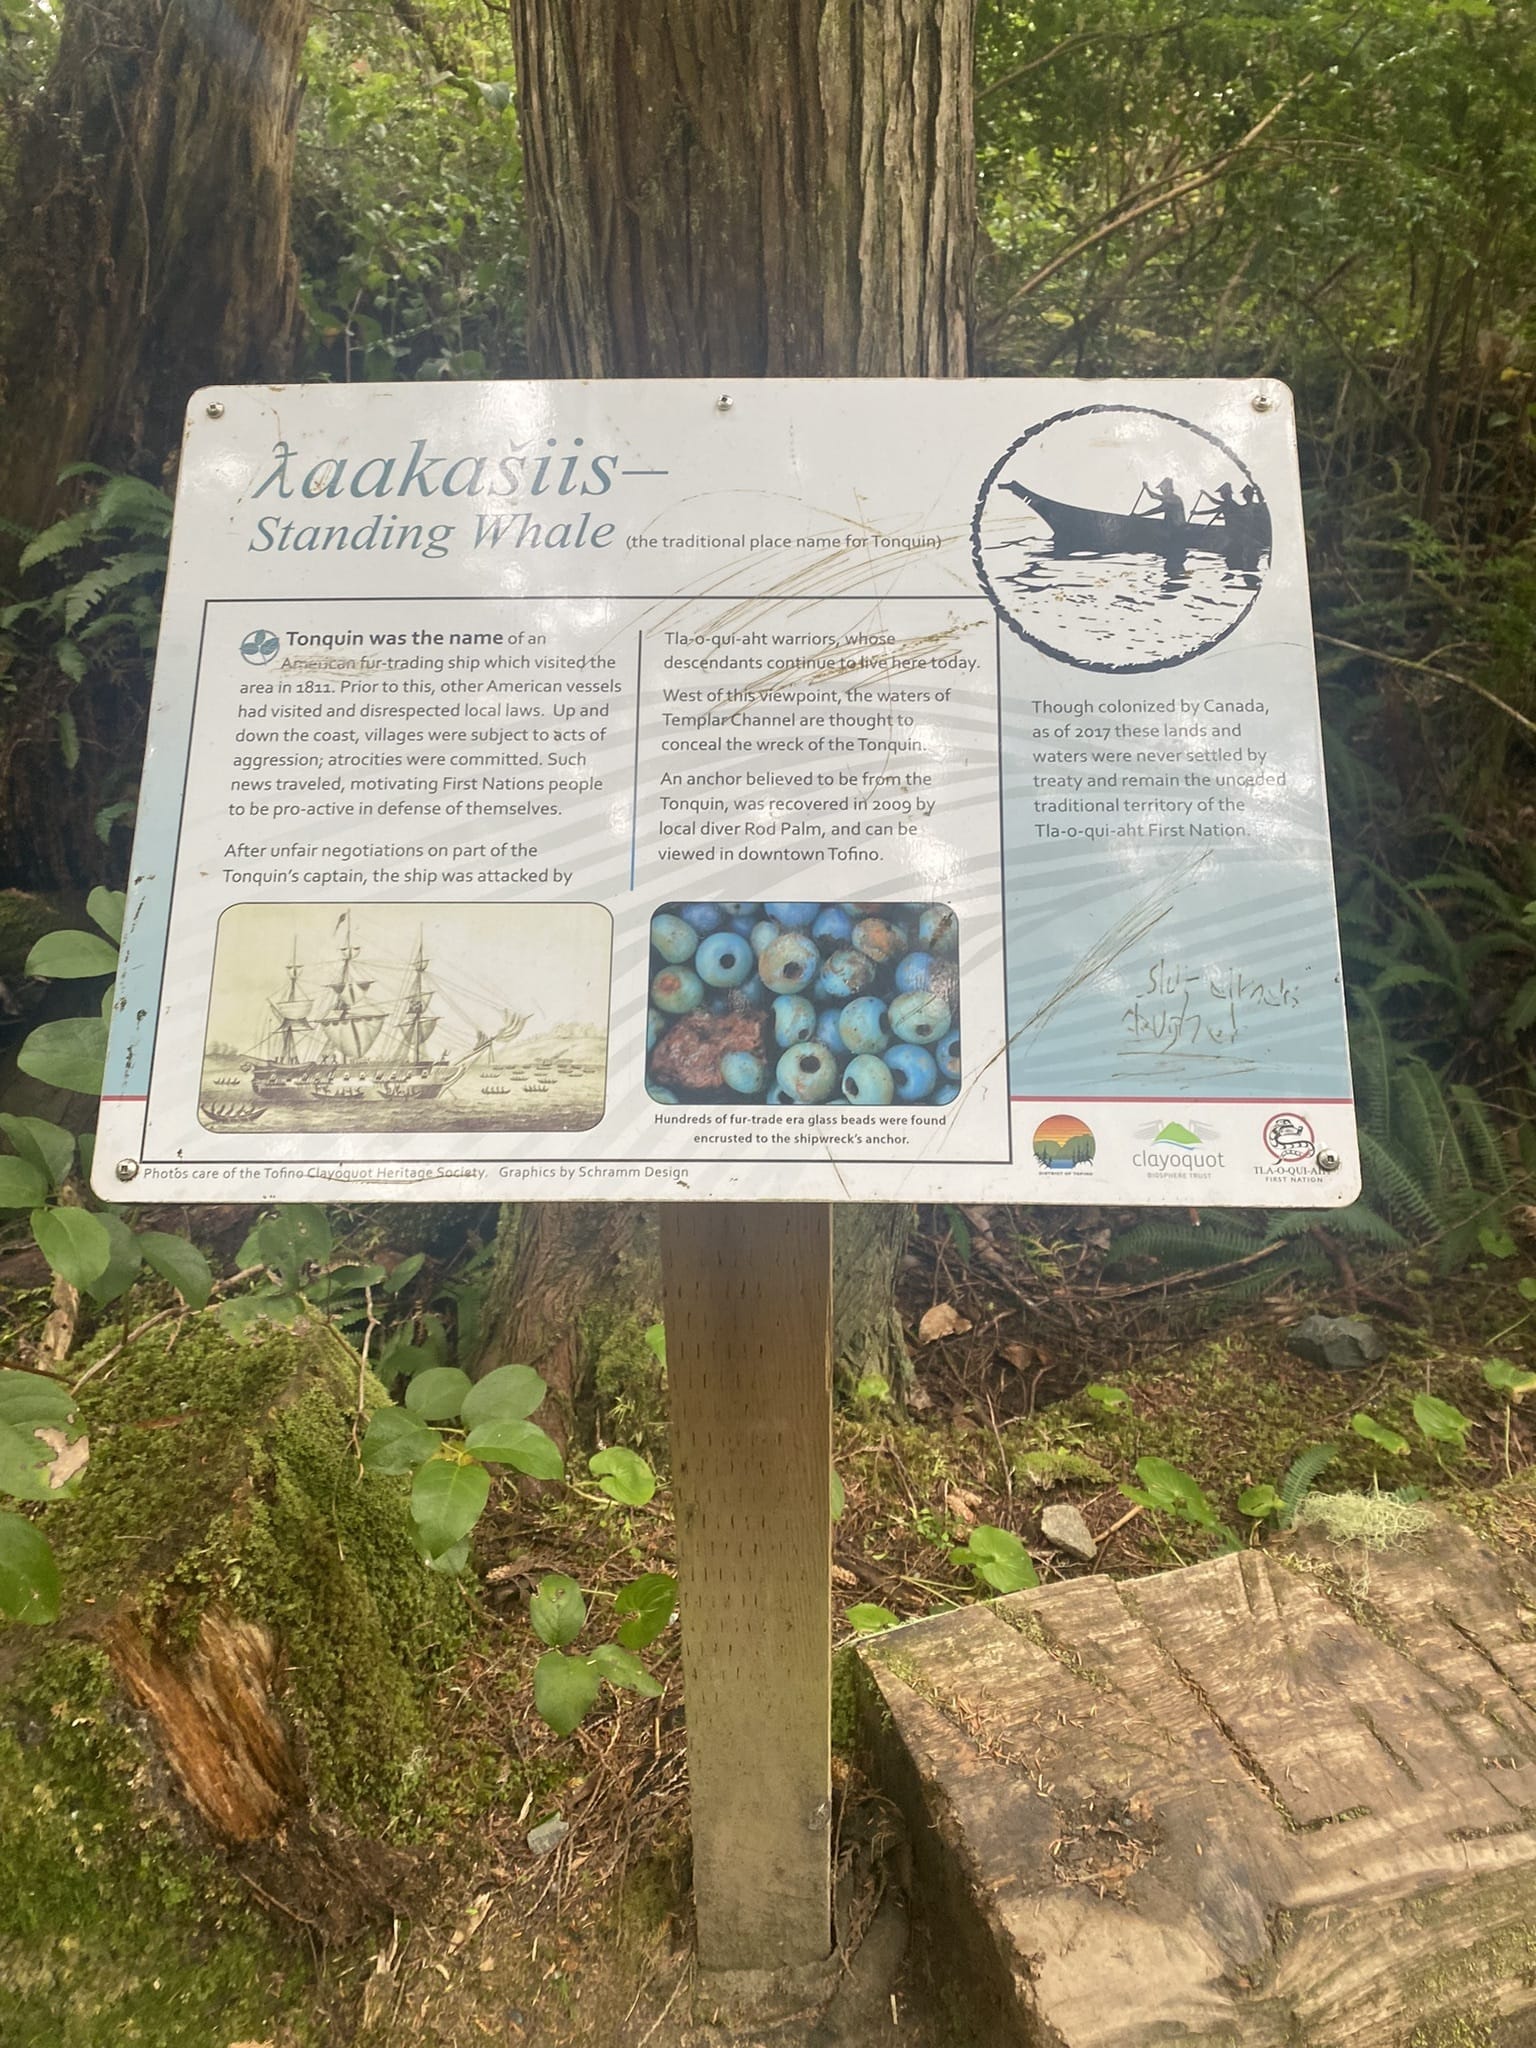 ƛaakašiis–
Standing Whale (the traditional place name for Tonquin)
Tonquin was the name of an
American fur-trading ship which visited the
area in 1811. Prior to this, other American vessels
had visited and disrespected local laws. Up and
down the coast, villages were subject to acts of
aggression; atrocities were committed. Such
news traveled, motivating First Nations people
to be pro-active in defense of themselves.
After unfair negotiations on part of the
Tonquin's captain, the ship was attacked by
Tla-o-qui-aht warriors, whose
descendants continue to live here today.
West of this viewpoint, the waters of
Templar Channel are thought to
conceal the wreck of the Tonquin.
An anchor believed to be from the
Tonquin, was recovered in 2009 by
local diver Rod Palm, and can be
viewed in downtown Tofino.
Hundreds of fur-trade era glass beads were found
encrusted to the shipwreck's anchor.
Though colonized by Canada,
as of 2017 these lands and
waters were never settled by
treaty and remain the unceded
traditional territory of the
Tla-o-qui-aht First Nation.
Photos care of the Tofino Clayoquot Heritage Society. Graphics by Schramm Design
DISTRICT OF TOFINO
clayoquot
BIOSPHERE TRUST
TLA-O-QUI-AHT
FIRST NATION